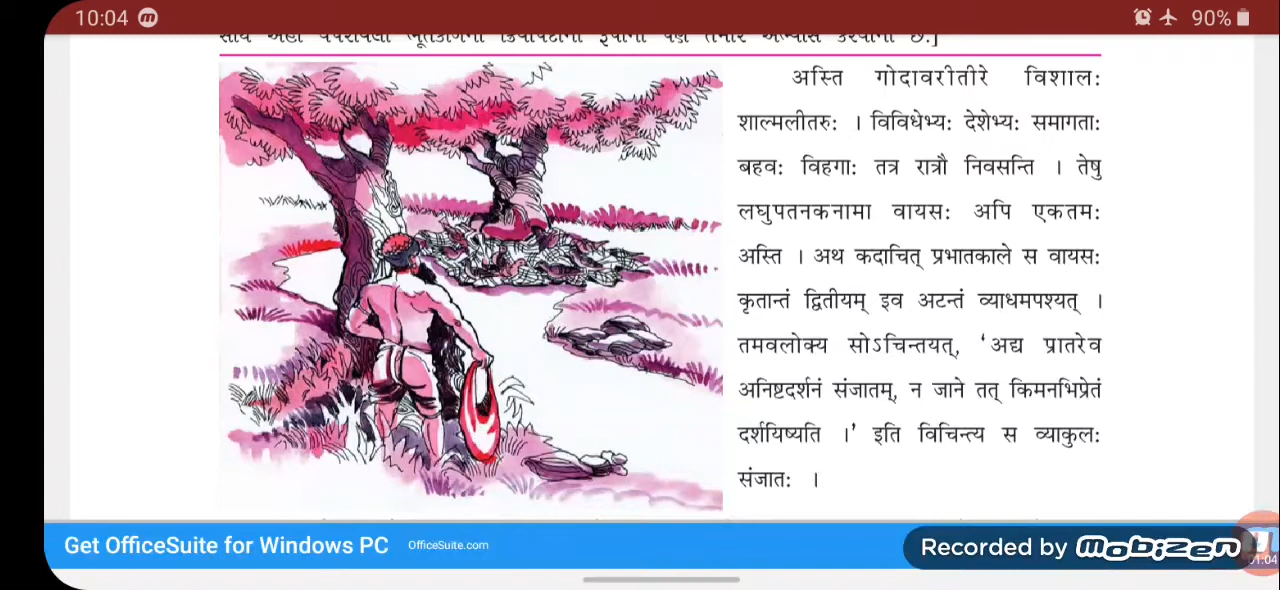 10:04
90%
अस्ति गोदावरीतीरे विशालः
शाल्मलीतरुः । विविधेभ्यः देशेभ्यः समागताः
बहवः विहगाः तत्र रात्रौ निवसन्ति । तेषु
लघुपतनकनामा वायसः अपि एकतमः
अस्ति । अथ कदाचित् प्रभातकाले स वायसः
कृतान्तं द्वितीयम् इव अटन्तं व्याधमपश्यत् ।
तमवलोक्य सोऽचिन्तयत्, ‘अद्य प्रातरेव
अनिष्टदर्शनं संजातम्, न जाने तत् किमनभिप्रेतं
दर्शयिष्यति ।’ इति विचिन्त्य स व्याकुलः
संजातः ।
Get OfficeSuite for Windows PC OfficeSuite.com
Recorded by mobizen
01:04